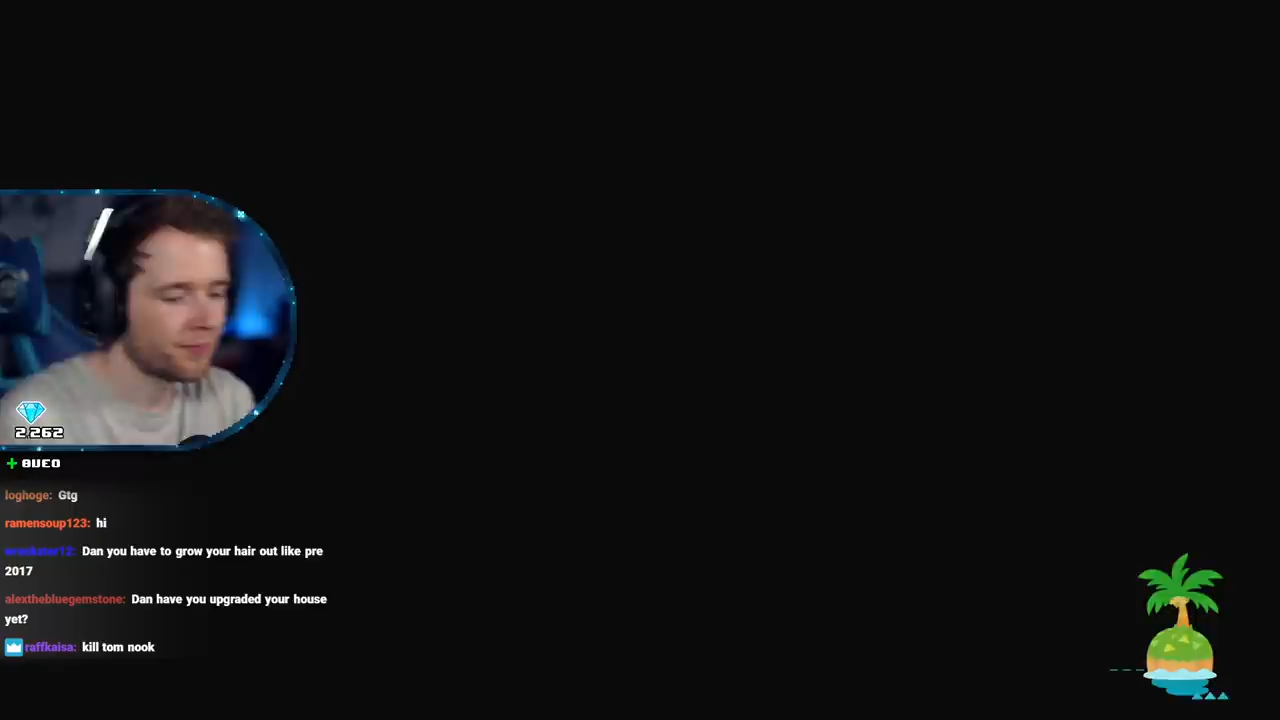 2,262
+ BUEO
loghoge: Gtg
ramensoup123: hi
Dan you have to grow your hair out like pre
2017
alexthebluegemstone: Dan have you upgraded your house
yet?
raffkaisa: kill tom nook